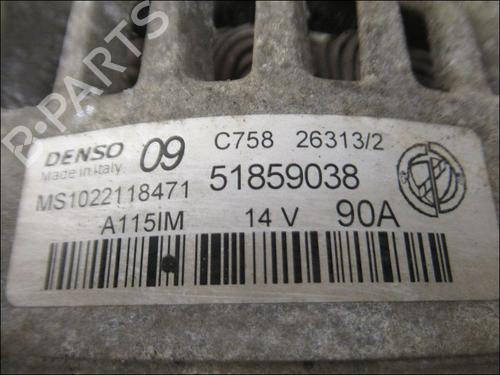 B-PARTS
DENSO 09 C758 26313/2
Made in Italy
MS1022118471 51859038
A115IM 14 V 90A